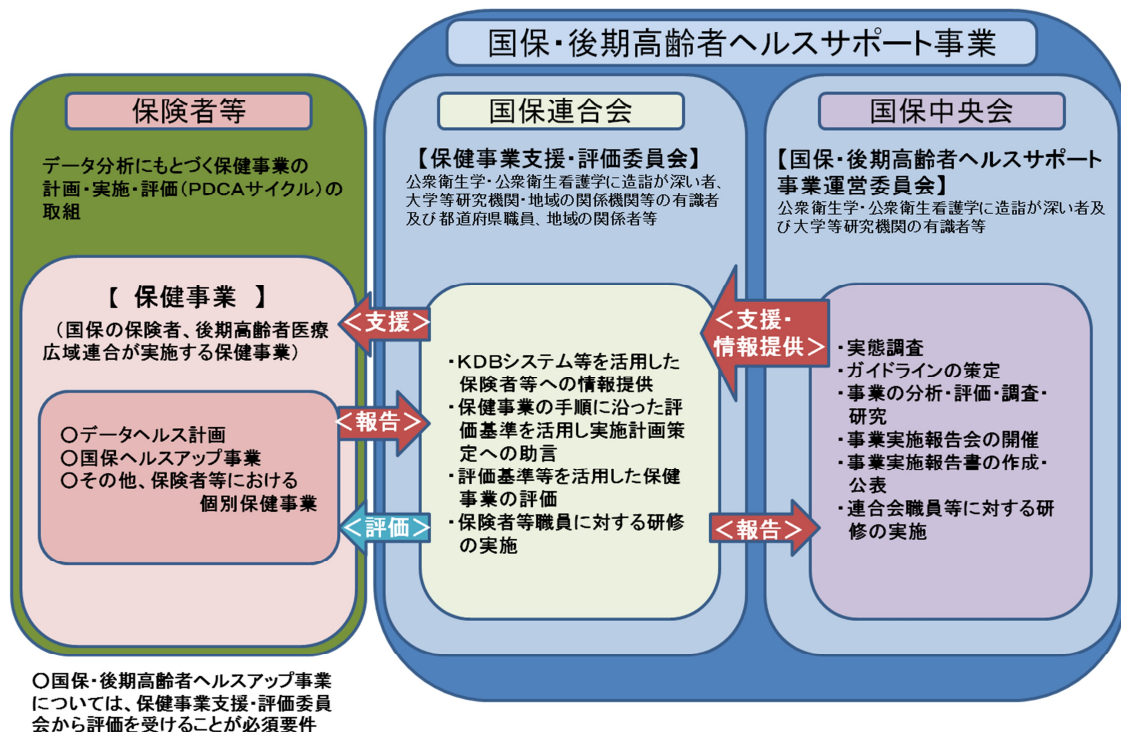 国保・後期高齢者ヘルスサポート事業
保険者等
データ分析にもとづく保健事業の
計画・実施・評価(PDCAサイクル)の
取組
【 保健事業 】
(国保の保険者、後期高齢者医療
広域連合が実施する保健事業)
○データヘルス計画
○国保ヘルスアップ事業
○その他、保険者等における
個別保健事業
○国保・後期高齢者ヘルスアップ事業
については、保健事業支援・評価委員
会から評価を受けることが必須要件
<支援>
<報告>
<評価>
国保連合会
【保健事業支援・評価委員会】
公衆衛生学・公衆衛生看護学に造詣が深い者、
大学等研究機関・地域の関係機関等の有識者
及び都道府県職員、地域の関係者等
・KDBシステム等を活用した
保険者等への情報提供
・保健事業の手順に沿った評
価基準を活用し実施計画策
定への助言
・評価基準等を活用した保健
事業の評価
・保険者等職員に対する研修
の実施
<支援・
情報提供>
<報告>
国保中央会
【国保・後期高齢者ヘルスサポート
事業運営委員会】
公衆衛生学・公衆衛生看護学に造詣が深い者及
び大学等研究機関の有識者等
・実態調査
・ガイドラインの策定
・事業の分析・評価・調査・
研究
・事業実施報告会の開催
・事業実施報告書の作成・
公表
・連合会職員等に対する研
修の実施